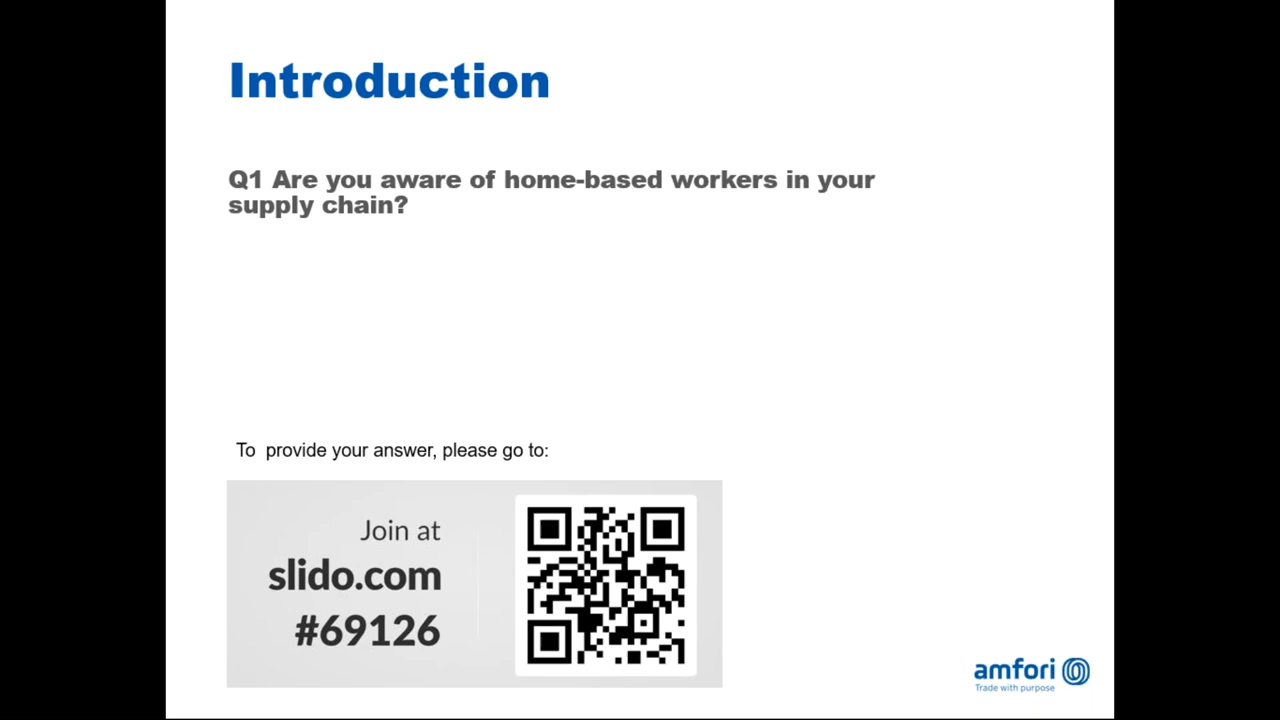 Introduction
Q1 Are you aware of home-based workers in your
supply chain?
To provide your answer, please go to:
Join at
slido.com
#69126
amfori
Trade with purpose